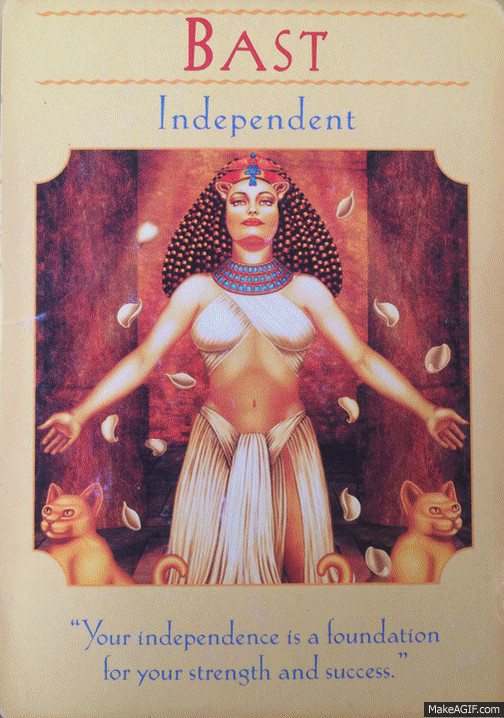 BAST
Independent
“Your independence is a foundation
for your strength and success.”
MakeAGIF.com